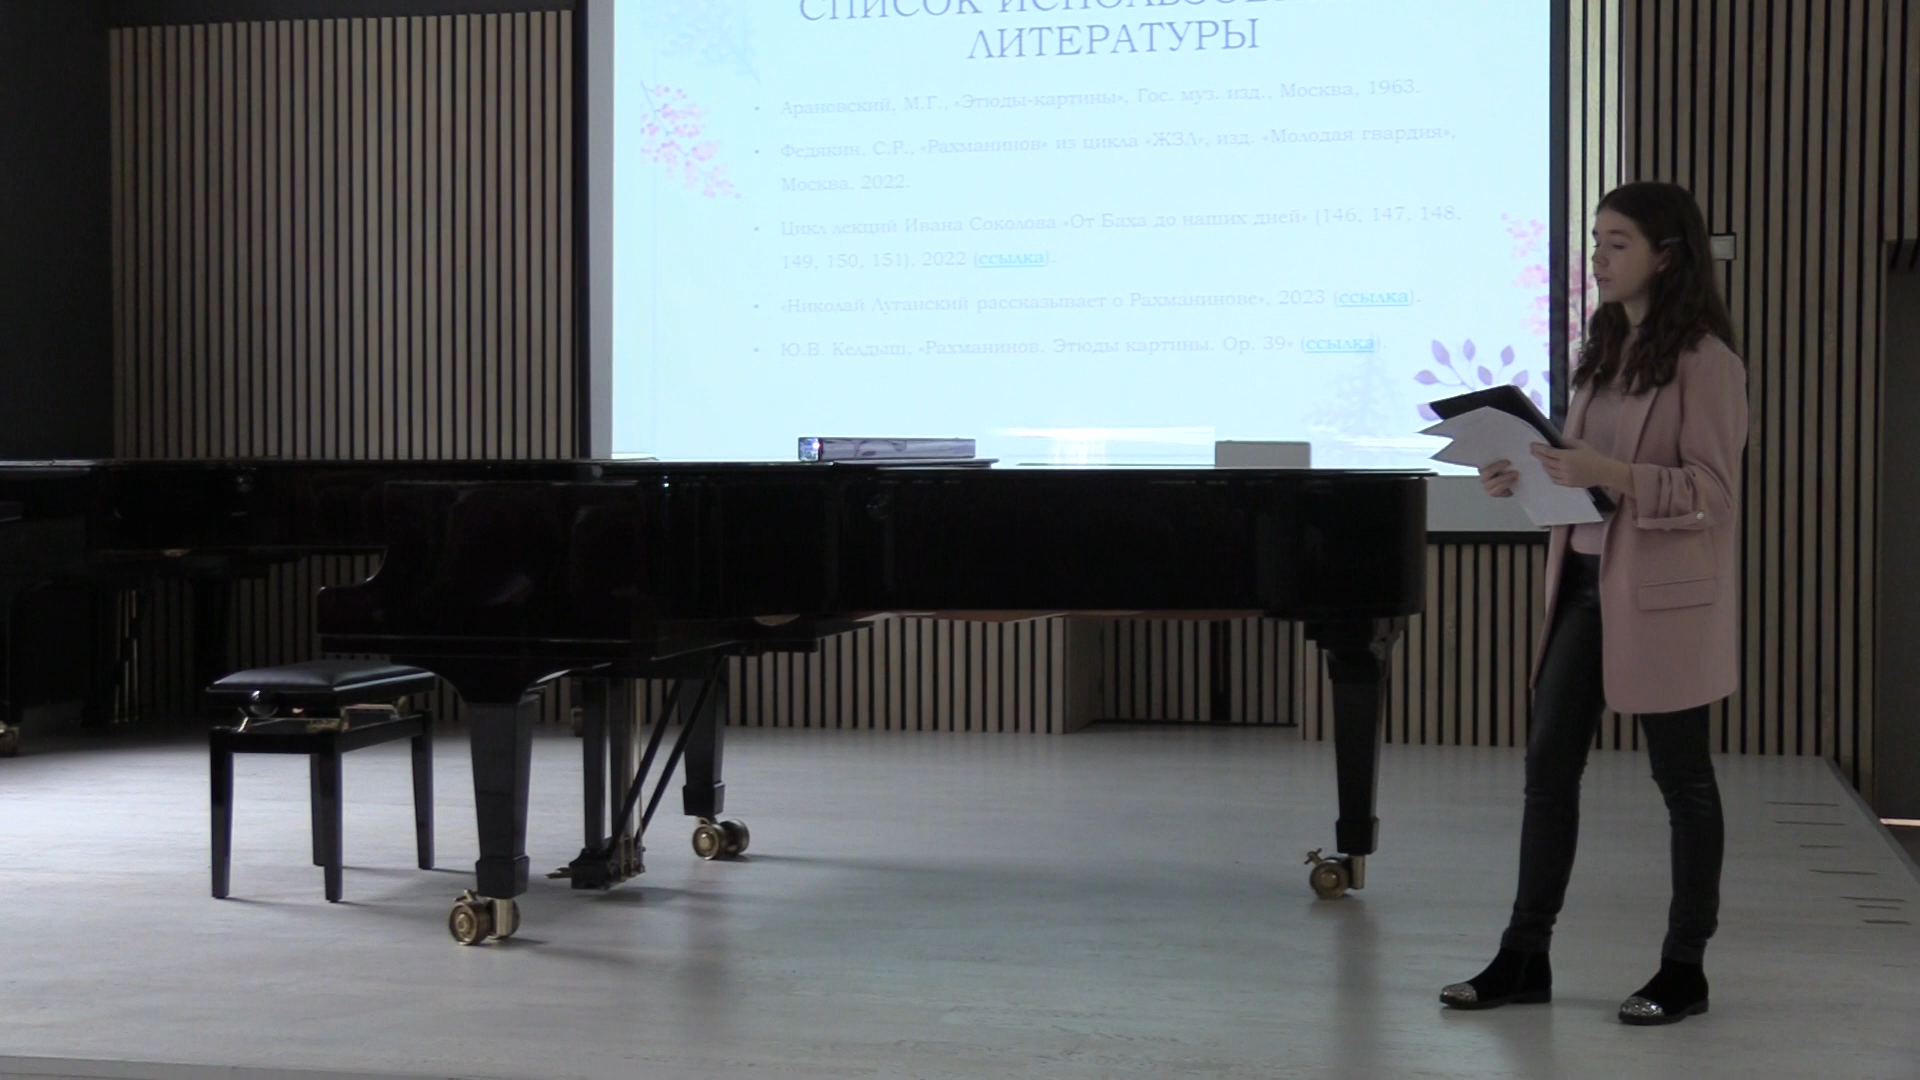 СПИСОК
ЛИТЕРАТУРЫ
• Арановский, М.Г., «Этюды-картины», Гос. муз. изд., Москва, 1963.
• Федякин, С.Р., «Рахманинов» из цикла «ЖЗЛ», изд. «Молодая гвардия»,
Москва, 2022.
• Цикл лекций Ивана Соколова «От Баха до наших дней» (146, 147, 148,
149, 150, 151), 2022 (ссылка).
• «Николай Луганский рассказывает о Рахманинове», 2023 (ссылка).
• Ю.В. Келдыш, «Рахманинов. Этюды картины. Op. 39» (ссылка).